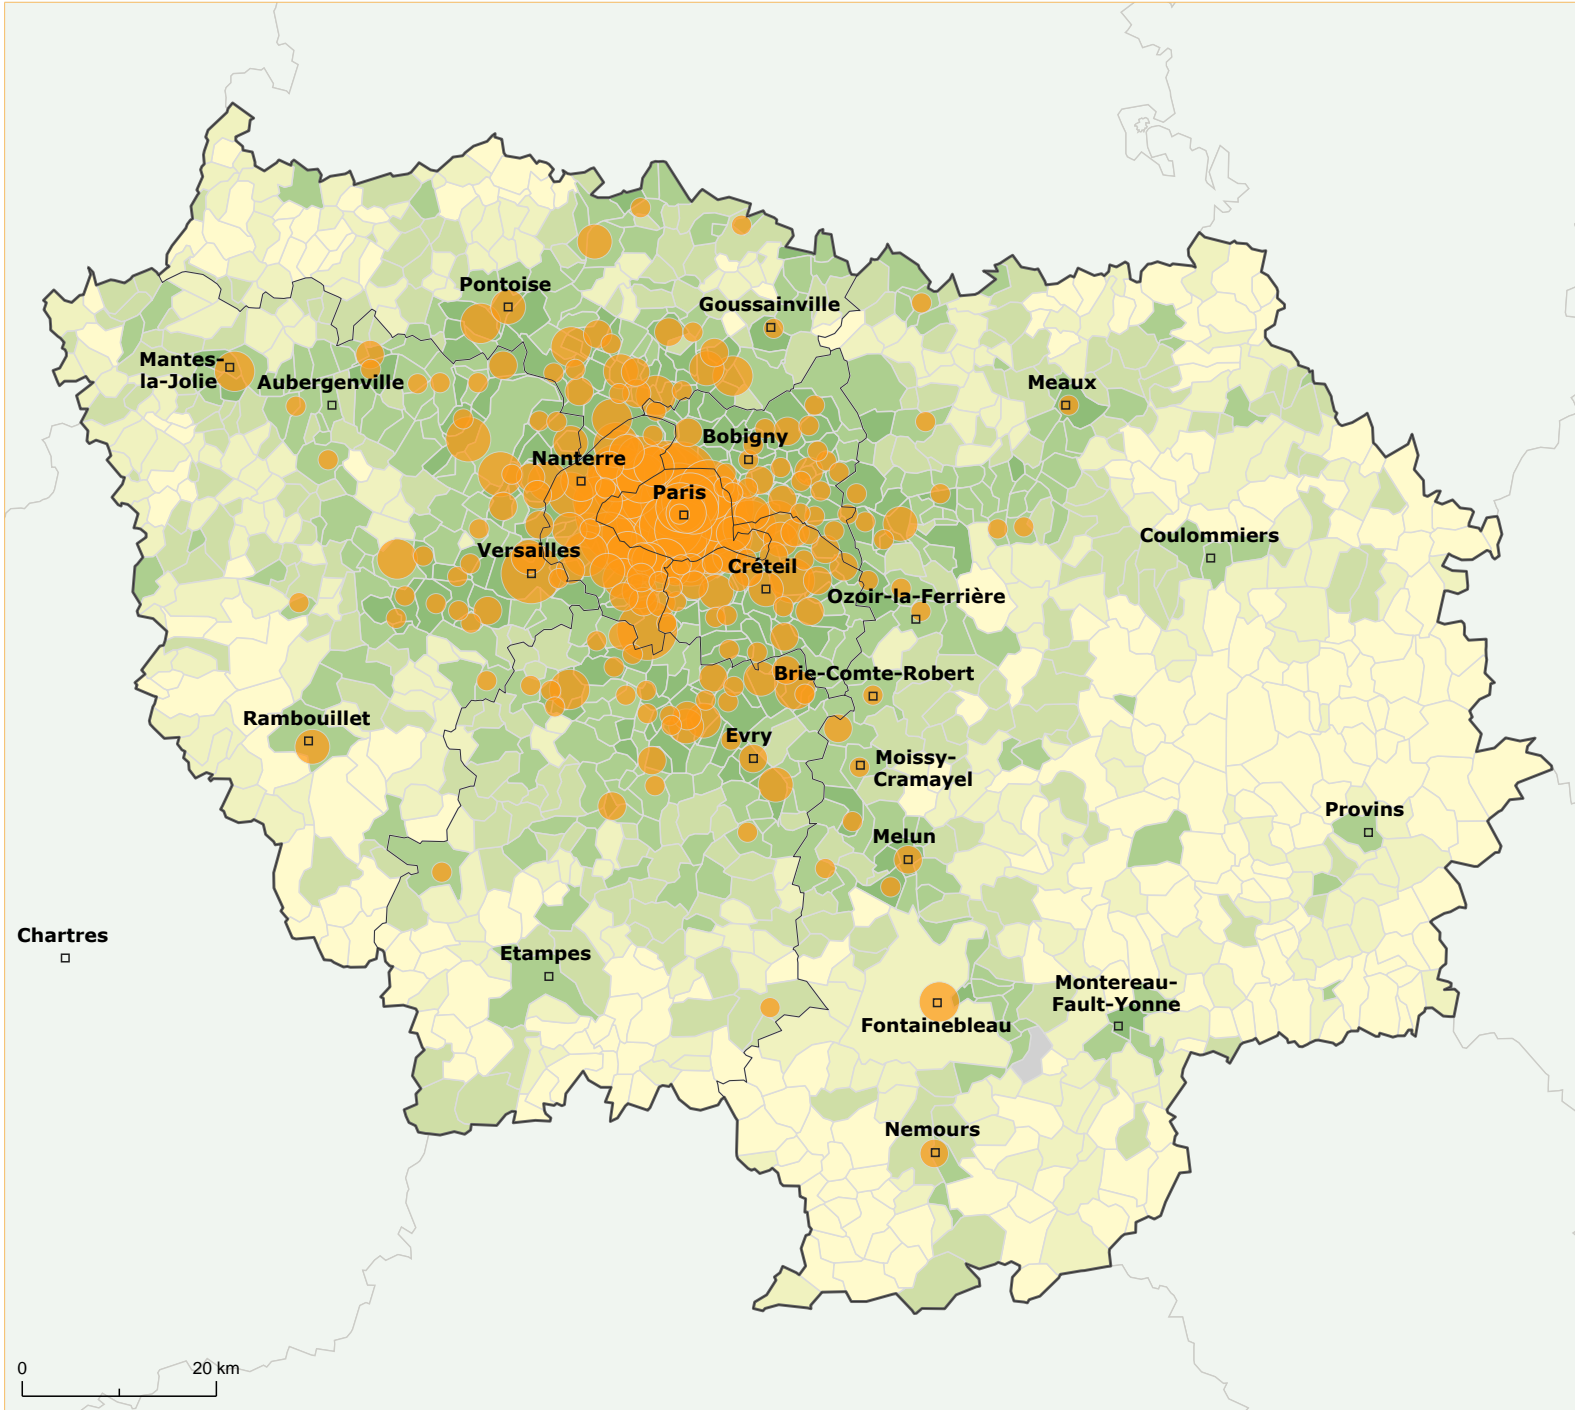 Pontoise
Goussainville
Mantes-
la-Jolie
Aubergenville
Meaux
Bobigny
Nanterre
Paris
Coulommiers
Versailles
Créteil
Ozoir-la-Ferrière
Brie-Comte-Robert
Rambouillet
Evry
Moissy-
Cramayel
Provins
Melun
Chartres
Etampes
Montereau-
Fault-Yonne
Fontainebleau
Nemours
0 20 km